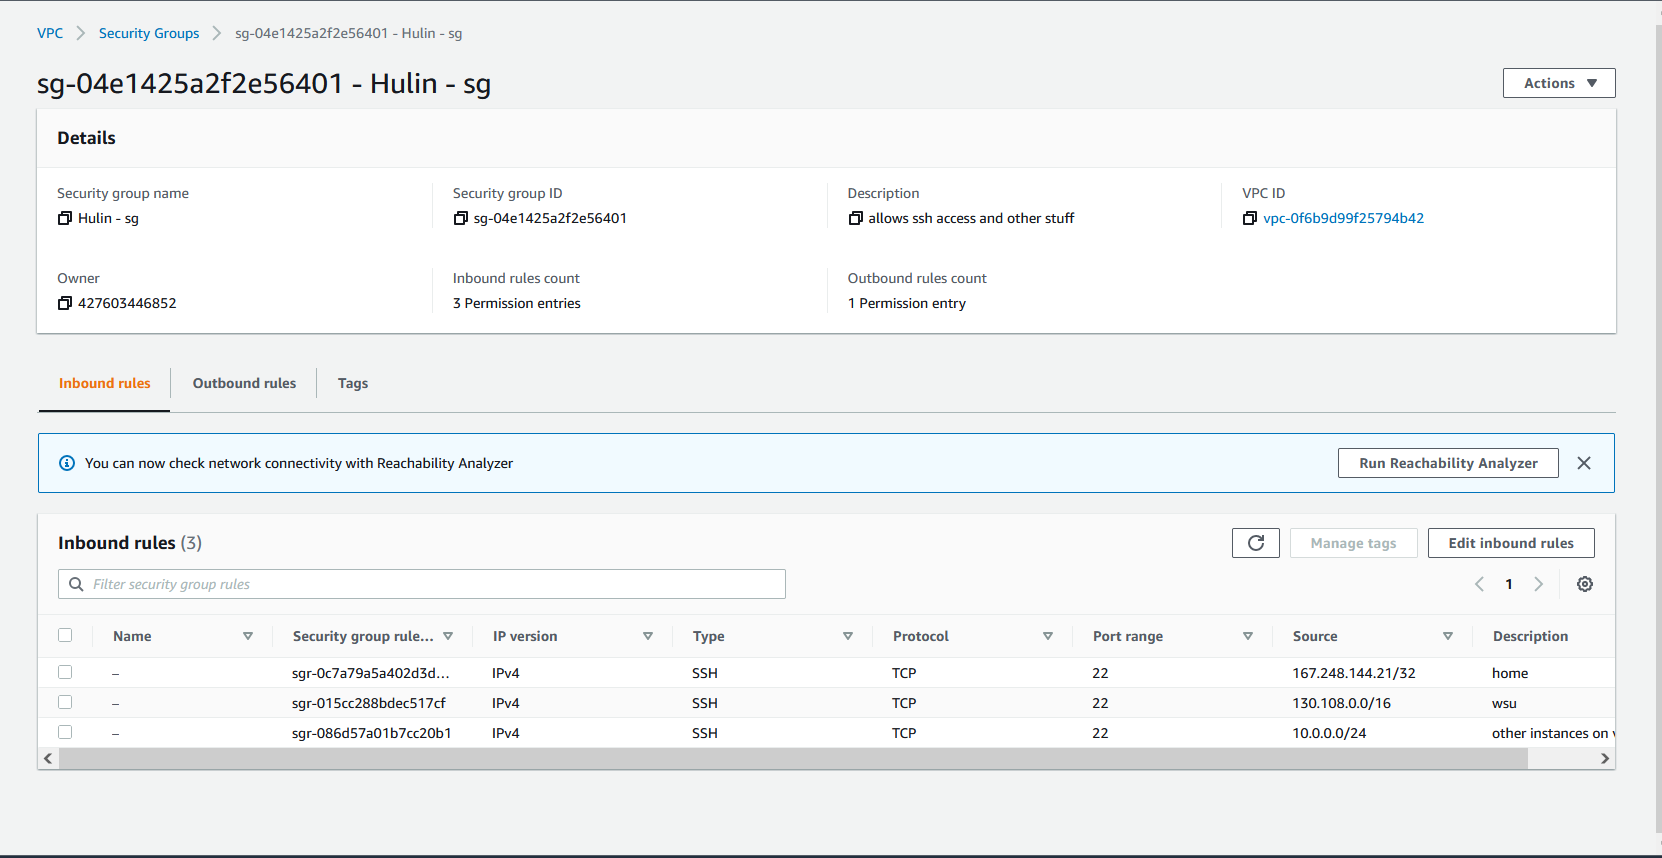 VPC > Security Groups > sg-04e1425a2f2e56401 - Hulin - sg
sg-04e1425a2f2e56401 - Hulin - sg
Actions
Details
Security group name
Hulin - sg
Security group ID
sg-04e1425a2f2e56401
Description
allows ssh access and other stuff
VPC ID
vpc-0f6b9d99f25794b42
Owner
427603446852
Inbound rules count
3 Permission entries
Outbound rules count
1 Permission entry
Inbound rules Outbound rules Tags
You can now check network connectivity with Reachability Analyzer
Run Reachability Analyzer
Inbound rules (3)
Manage tags
Edit inbound rules
Filter security group rules
1
Name Security group rule... IP version Type Protocol Port range Source Description
– sgr-0c7a79a5a402d3d... IPv4 SSH TCP 22 167.248.144.21/32 home
– sgr-015cc288bdec517cf IPv4 SSH TCP 22 130.108.0.0/16 wsu
– sgr-086d57a01b7cc20b1 IPv4 SSH TCP 22 10.0.0.0/24 other instances on